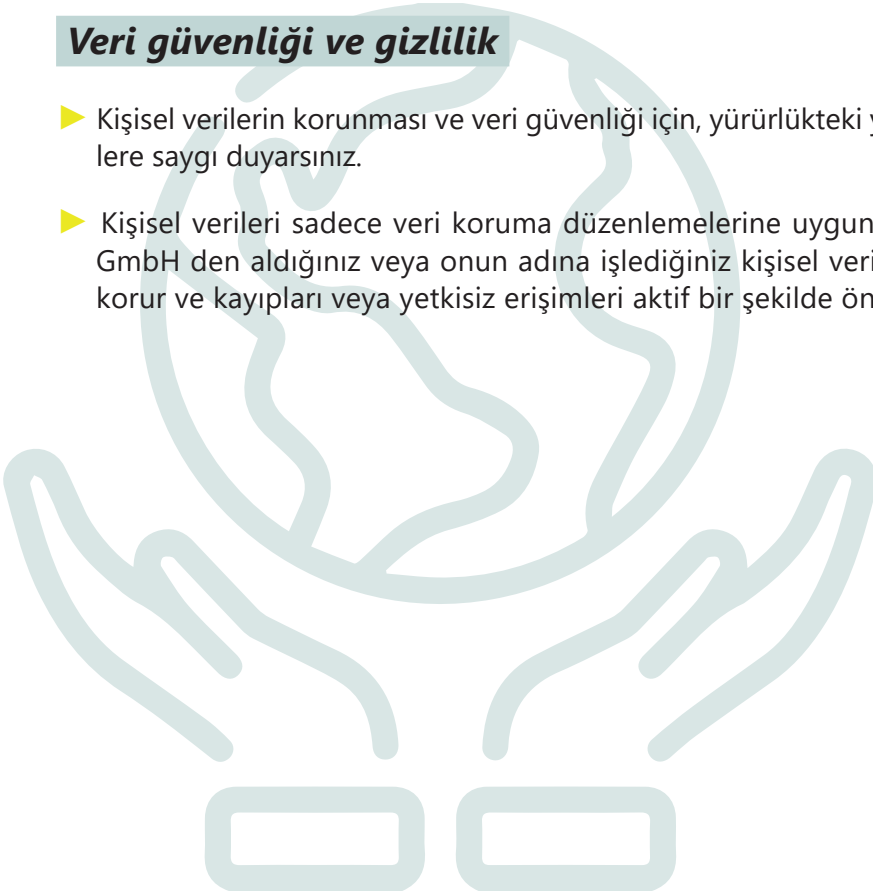 Veri güvenliği ve gizlilik
Kişisel verilerin korunması ve veri güvenliği için, yürürlükteki
lere saygı duyarsınız.
Kişisel verileri sadece veri koruma düzenlemelerine uygun
GmbH den aldığınız veya onun adına işlediğiniz kişisel veri
korur ve kayıpları veya yetkisiz erişimleri aktif bir şekilde ön